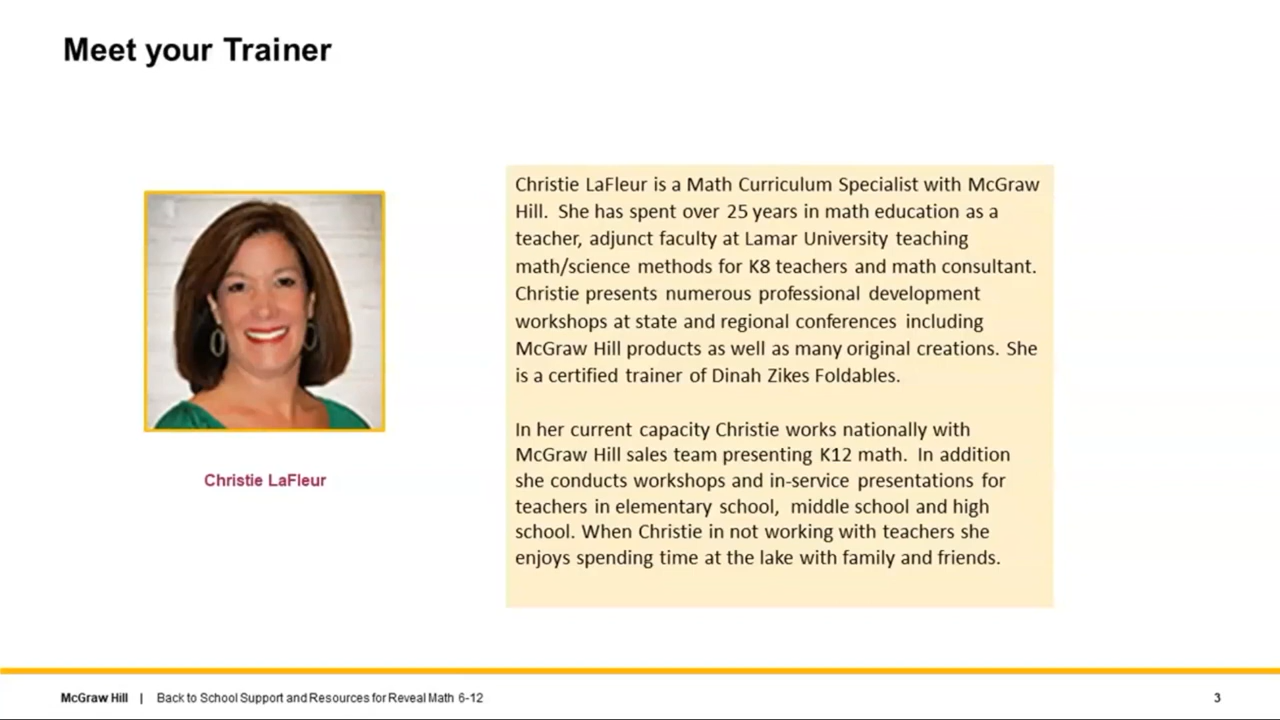 Meet your Trainer
Christie LaFleur is a Math Curriculum Specialist with McGraw
Hill.  She has spent over 25 years in math education as a
teacher, adjunct faculty at Lamar University teaching
math/science methods for K8 teachers and math consultant.
Christie presents numerous professional development
workshops at state and regional conferences including
McGraw Hill products as well as many original creations. She
is a certified trainer of Dinah Zikes Foldables.
In her current capacity Christie works nationally with
McGraw Hill sales team presenting K12 math.  In addition
she conducts workshops and in-service presentations for
teachers in elementary school,  middle school and high
school. When Christie in not working with teachers she
enjoys spending time at the lake with family and friends.
Christie LaFleur
McGraw Hill | Back to School Support and Resources for Reveal Math 6-12 3